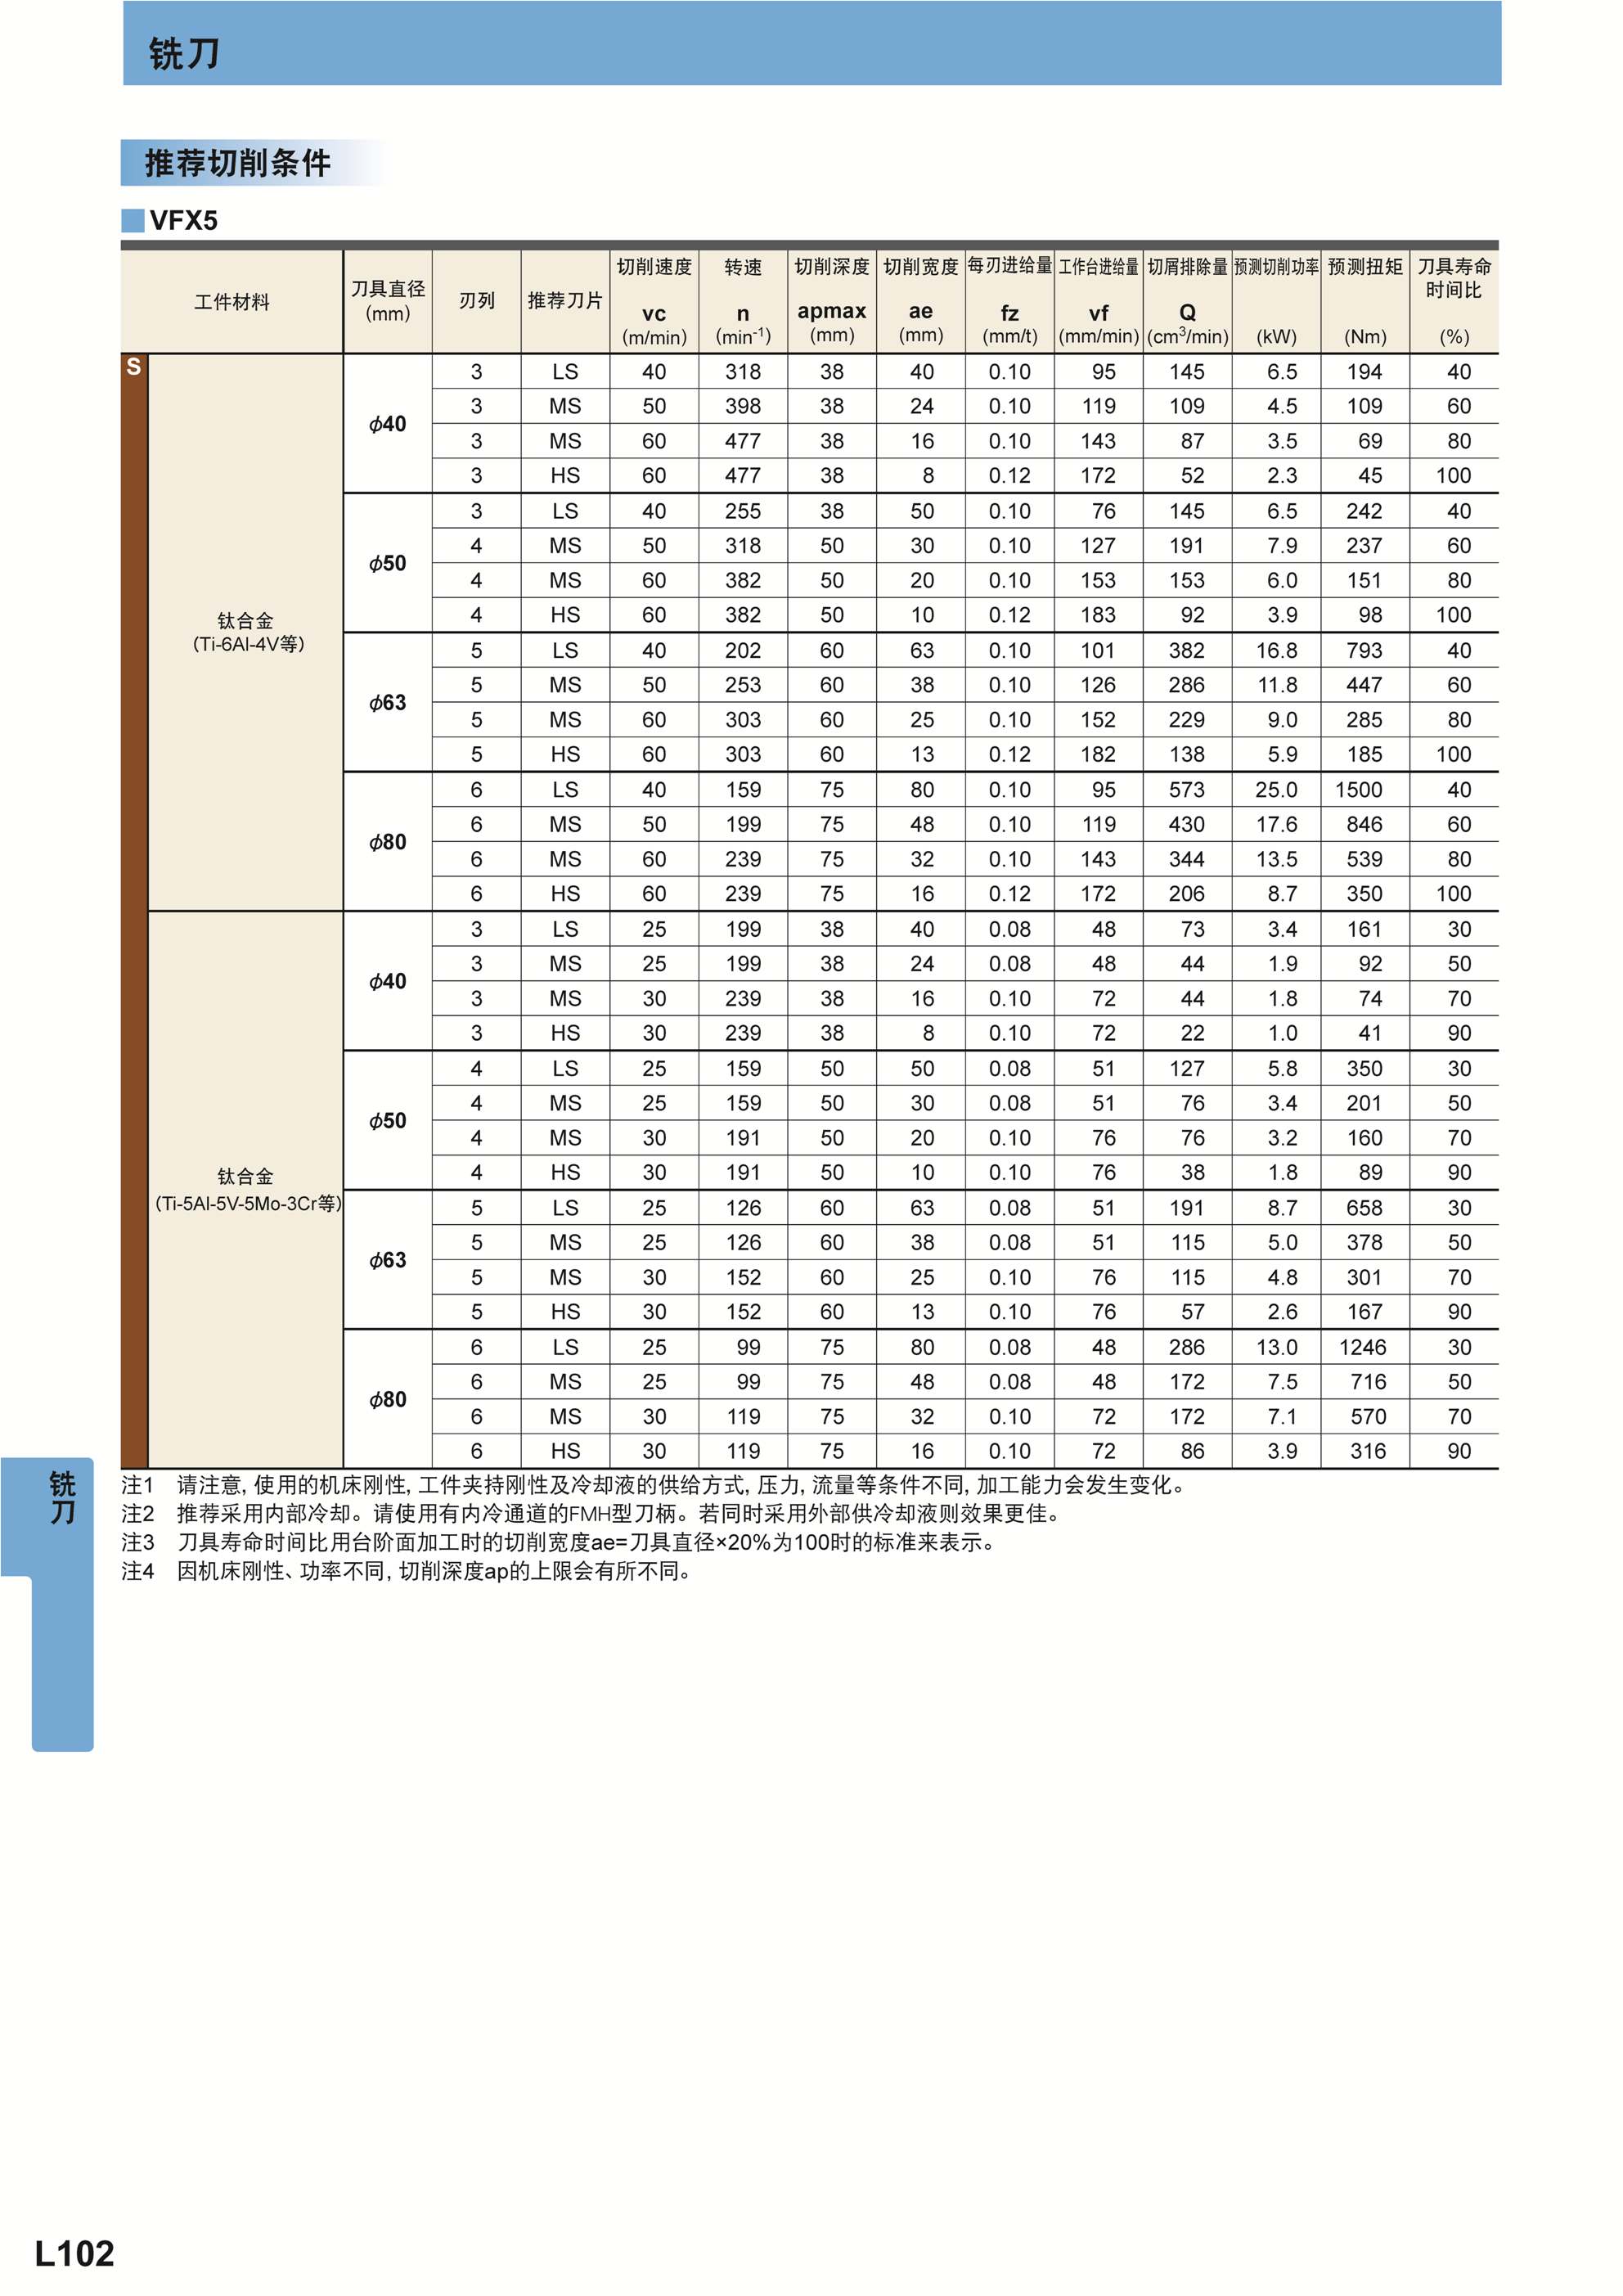 铣刀
推荐切削条件
VFX5
工件材料 刀具直径 (mm) 刃列 推荐刀片 切削速度 vc (m/min) 转速 n (min-1) 切削深度 apmax (mm) 切削宽度 ae (mm) 每刃进给量 fz (mm/t) 工作台进给量 vf (mm/min) 切屑排除量 Q (cm3/min) 预测切削功率 (kW) 预测扭矩 (Nm) 刀具寿命时间比 (%)
S
钛合金
(Ti-6Al-4V等)
φ40
3 LS 40 318 38 40 0.10 95 145 6.5 194 40
3 MS 50 398 38 24 0.10 119 109 4.5 109 60
3 MS 60 477 38 16 0.10 143 87 3.5 69 80
3 HS 60 477 38 8 0.12 172 52 2.3 45 100
φ50
3 LS 40 255 38 50 0.10 76 145 6.5 242 40
4 MS 50 318 50 30 0.10 127 191 7.9 237 60
4 MS 60 382 50 20 0.10 153 153 6.0 151 80
4 HS 60 382 50 10 0.12 183 92 3.9 98 100
φ63
5 LS 40 202 60 63 0.10 101 382 16.8 793 40
5 MS 50 253 60 38 0.10 126 286 11.8 447 60
5 MS 60 303 60 25 0.10 152 229 9.0 285 80
5 HS 60 303 60 13 0.12 182 138 5.9 185 100
φ80
6 LS 40 159 75 80 0.10 95 573 25.0 1500 40
6 MS 50 199 75 48 0.10 119 430 17.6 846 60
6 MS 60 239 75 32 0.10 143 344 13.5 539 80
6 HS 60 239 75 16 0.12 172 206 8.7 350 100
钛合金
(Ti-5Al-5V-5Mo-3Cr等)
φ40
3 LS 25 199 38 40 0.08 48 73 3.4 161 30
3 MS 25 199 38 24 0.08 48 44 1.9 92 50
3 MS 30 239 38 16 0.10 72 44 1.8 74 70
3 HS 30 239 38 8 0.10 72 22 1.0 41 90
φ50
4 LS 25 159 50 50 0.08 51 127 5.8 350 30
4 MS 25 159 50 30 0.08 51 76 3.4 201 50
4 MS 30 191 50 20 0.10 76 76 3.2 160 70
4 HS 30 191 50 10 0.10 76 38 1.8 89 90
φ63
5 LS 25 126 60 63 0.08 51 191 8.7 658 30
5 MS 25 126 60 38 0.08 51 115 5.0 378 50
5 MS 30 152 60 25 0.10 76 115 4.8 301 70
5 HS 30 152 60 13 0.10 76 57 2.6 167 90
φ80
6 LS 25 99 75 80 0.08 48 286 13.0 1246 30
6 MS 25 99 75 48 0.08 48 172 7.5 716 50
6 MS 30 119 75 32 0.10 72 172 7.1 570 70
6 HS 30 119 75 16 0.10 72 86 3.9 316 90
注1 请注意, 使用的机床刚性, 工件夹持刚性及冷却液的供给方式, 压力, 流量等条件不同, 加工能力会发生变化。
注2 推荐采用内部冷却。请使用有内冷通道的FMH型刀柄。若同时采用外部供冷却液则效果更佳。
注3 刀具寿命时间比用台阶面加工时的切削宽度ae=刀具直径×20%为100时的标准来表示。
注4 因机床刚性、功率不同, 切削深度ap的上限会有所不同。
铣刀
L102